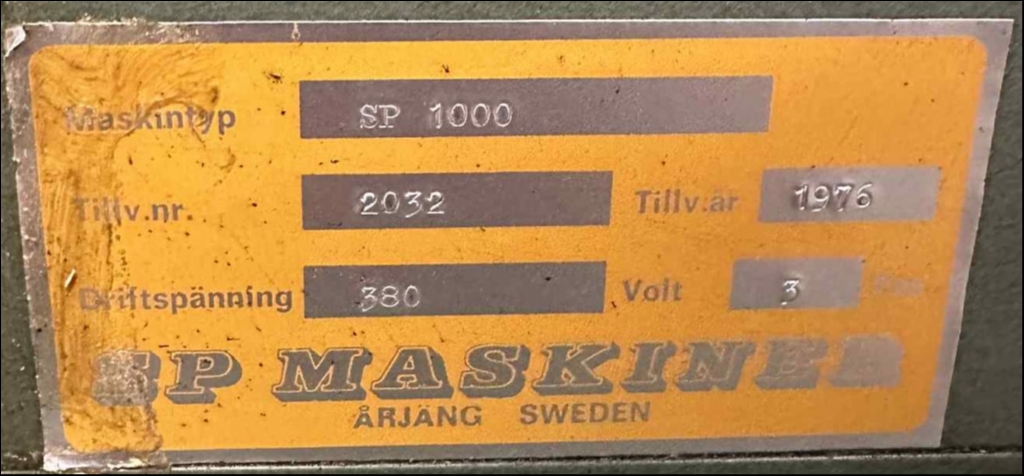 Maskintyp SP 1000
Tillv.nr. 2032 Tillv.år 1976
Driftspänning 380 Volt 3
SP MASKINER
ÅRJÄNG SWEDEN